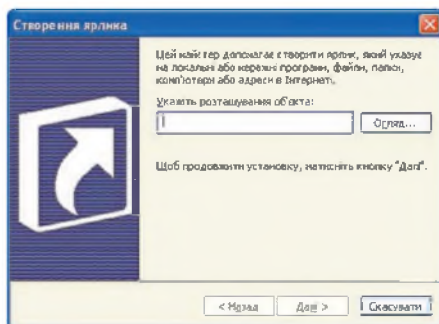 Створення ярлика
Цей майстер допомагає створити ярлик, який указує
на локальні або мережні програми, файли, папки,
комп'ютери або адреси в Інтернеті.
Укажіть розташування об'єкта:
Огляд...
Щоб продовжити установку, натисніть кнопку "Далі".
< Назад
Далі >
Скасувати